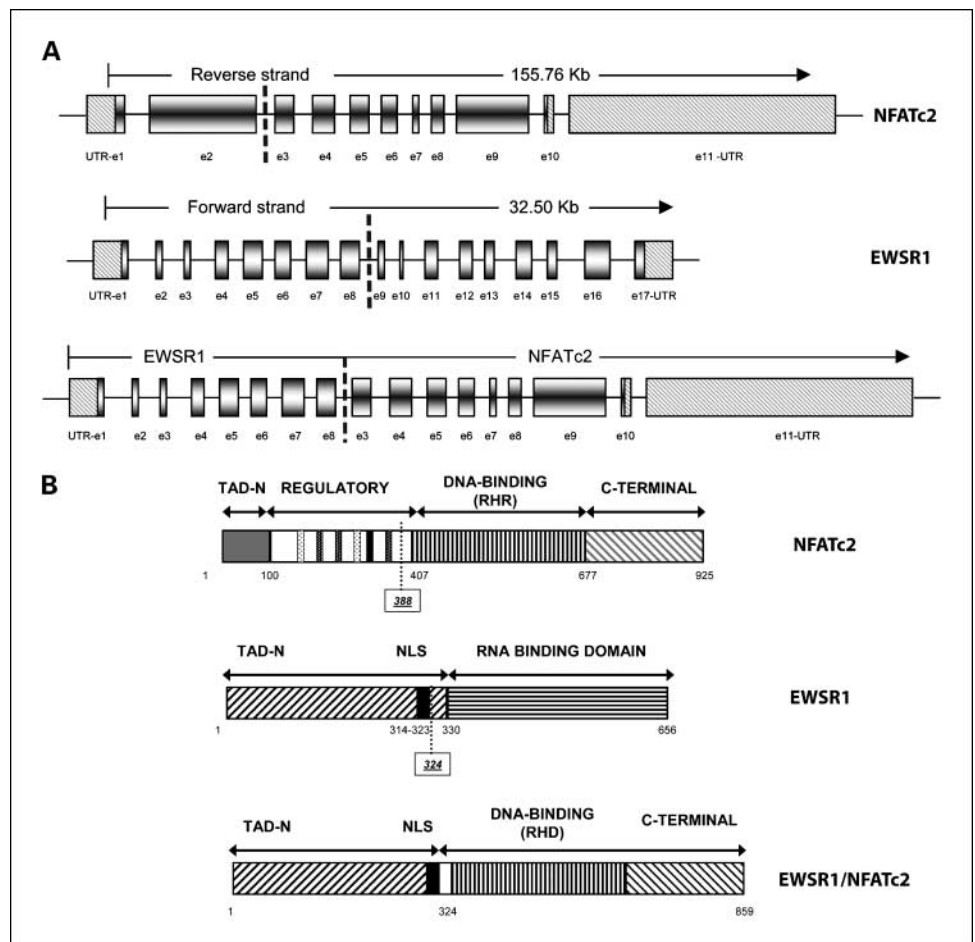 A
Reverse strand 155.76 Kb
NFATc2
UTR-e1 e2 e3 e4 e5 e6 e7 e8 e9 e10 e11 -UTR
Forward strand 32.50 Kb
EWSR1
UTR-e1 e2 e3 e4 e5 e6 e7 e8 e9 e10 e11 e12 e13 e14 e15 e16 e17-UTR
EWSR1 NFATc2
UTR-e1 e2 e3 e4 e5 e6 e7 e8 e3 e4 e5 e6 e7 e8 e9 e10 e11-UTR
B
DNA-BINDING
TAD-N REGULATORY (RHR) C-TERMINAL
NFATc2
1 100 407 677 925
388
TAD-N NLS RNA BINDING DOMAIN
EWSR1
1 314-323 330 656
324
DNA-BINDING
TAD-N NLS (RHD) C-TERMINAL
EWSR1/NFATc2
1 324 859